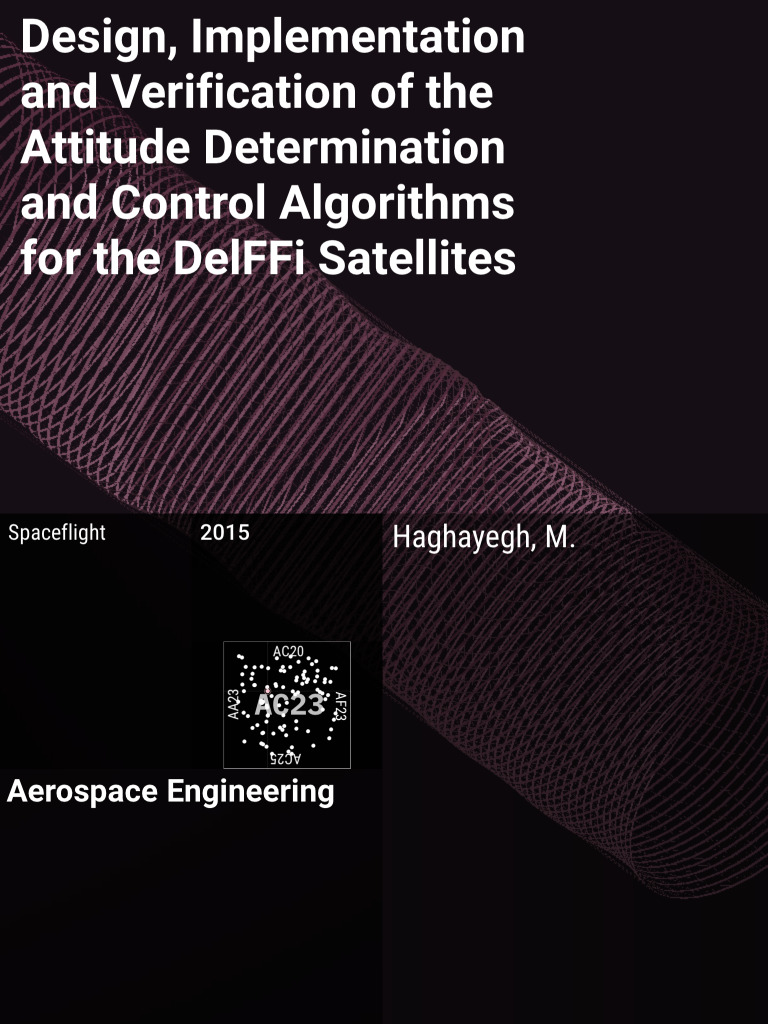 Design, Implementation
and Verification of the
Attitude Determination
and Control Algorithms
for the DelFFi Satellites
Spaceflight
2015
Haghayegh, M.
AC20
AA23
AC23
AF23
AC25
Aerospace Engineering